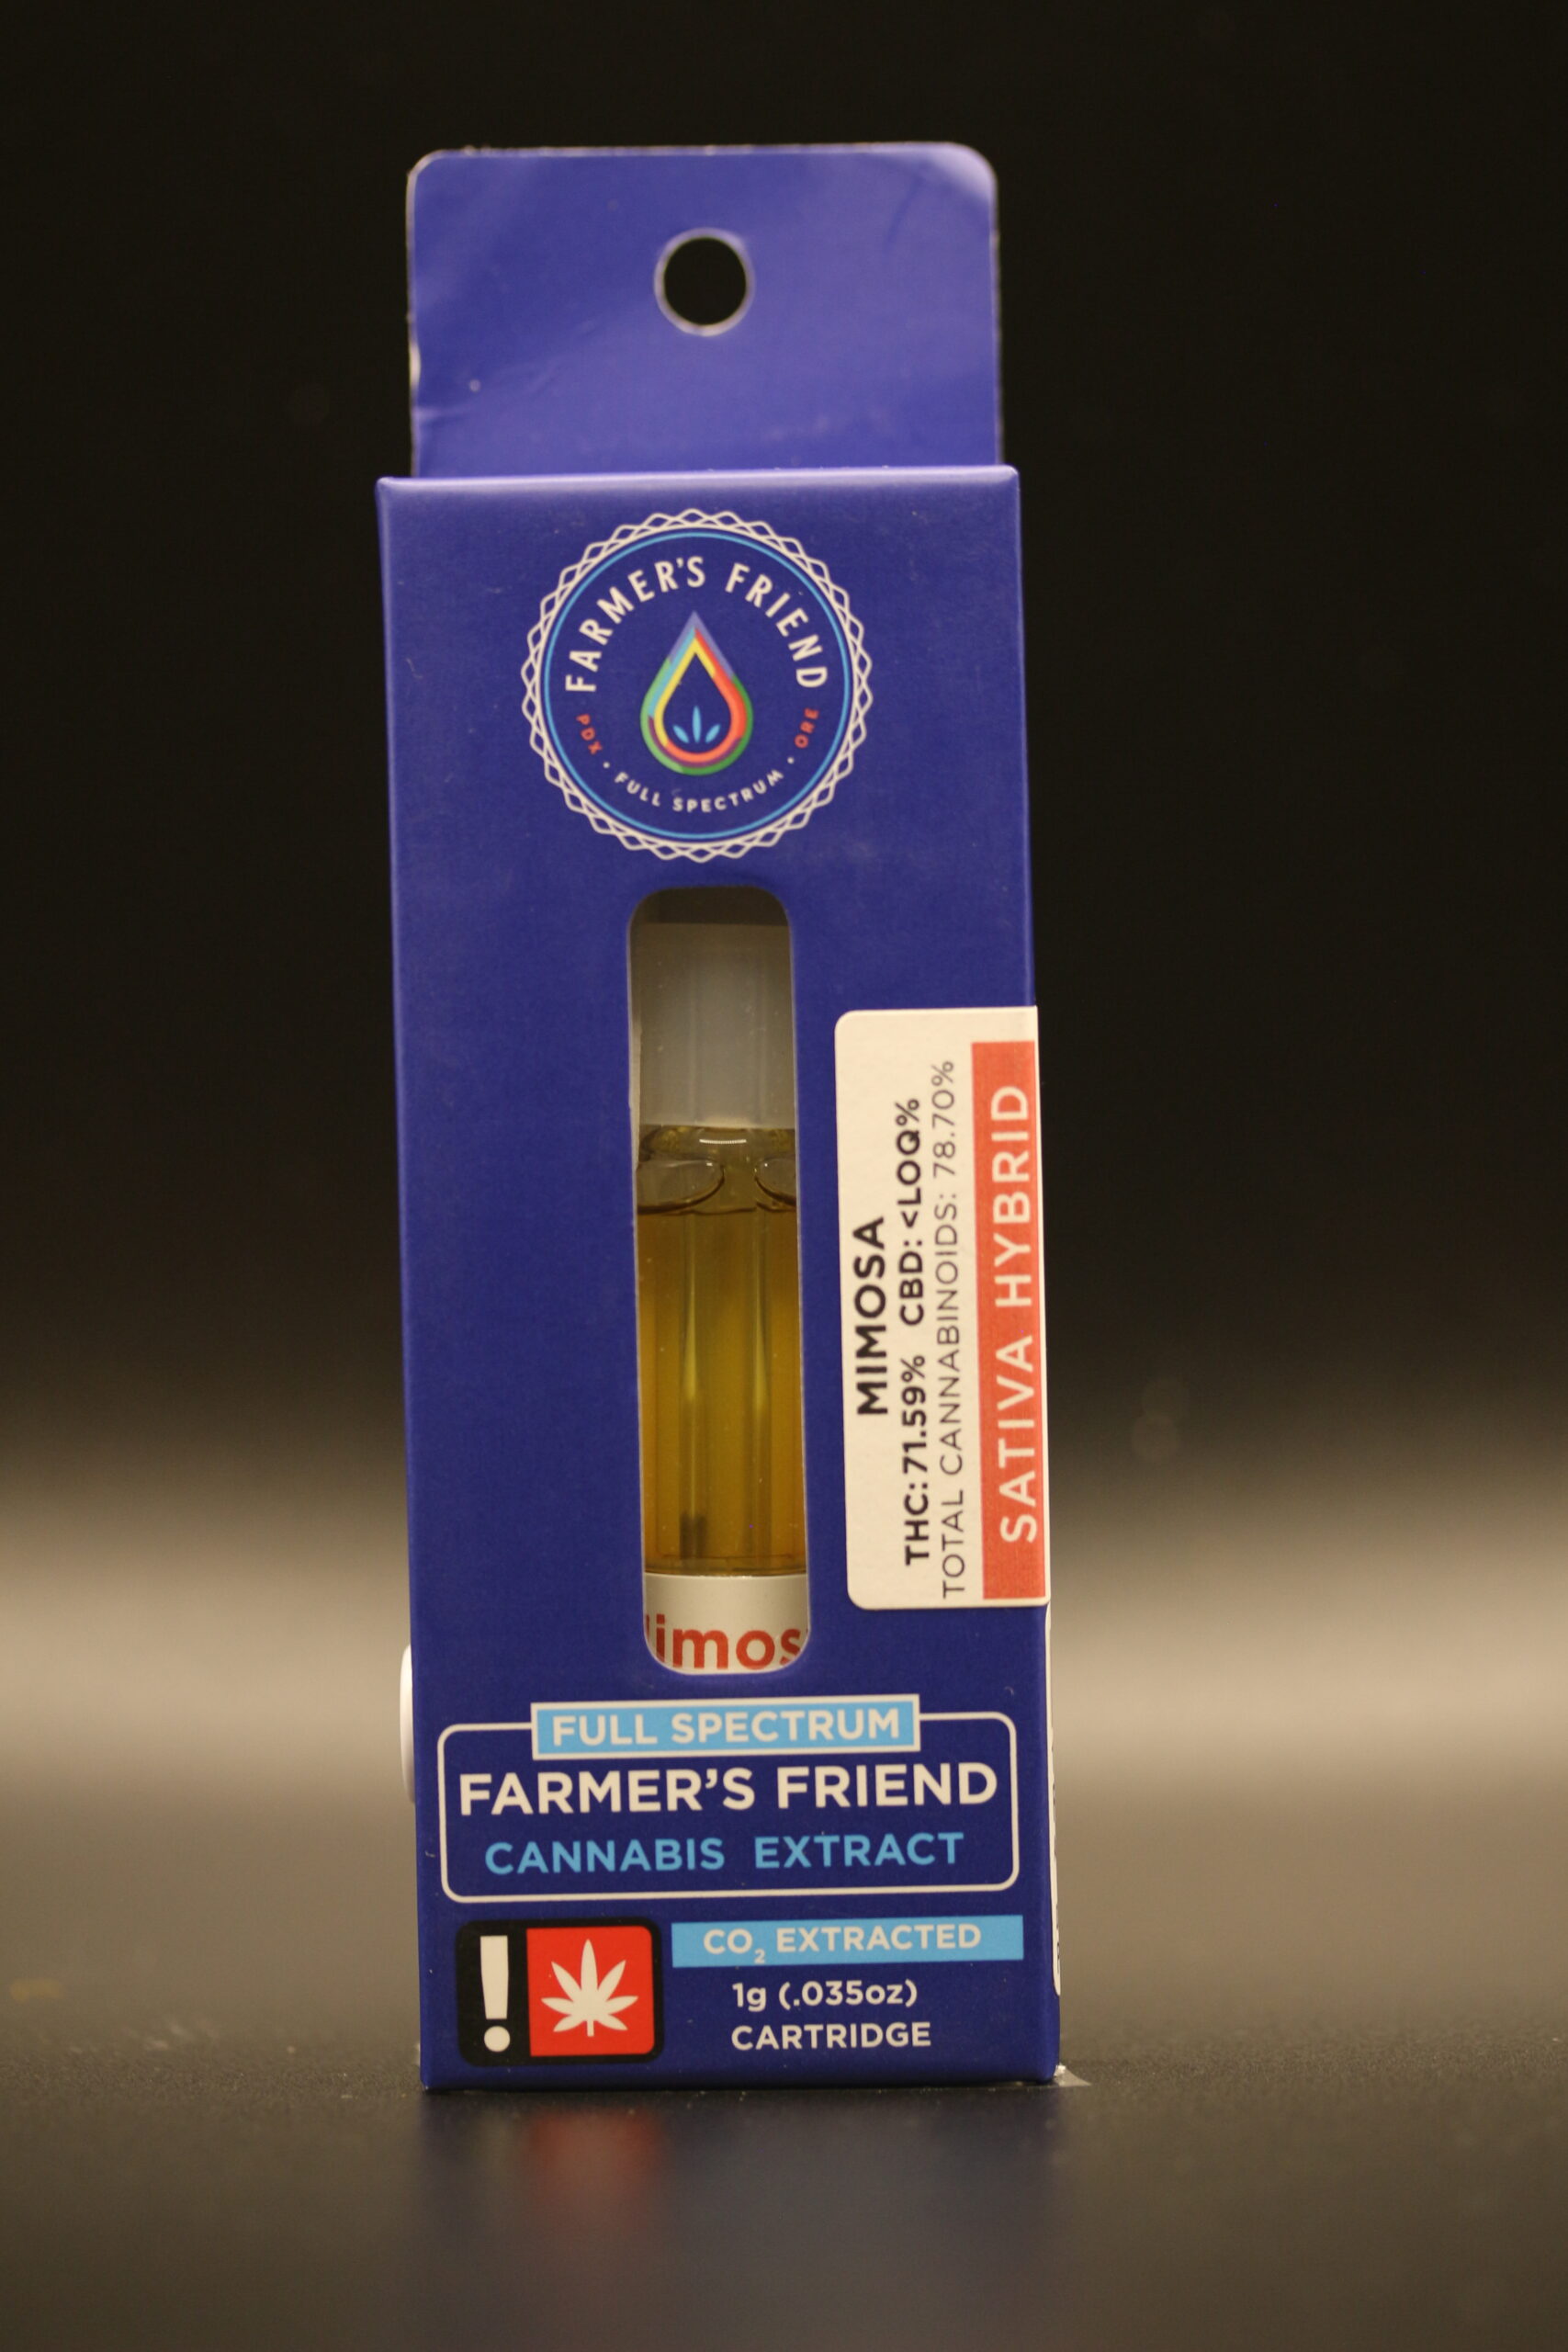 FARMER'S FRIEND
PDX • FULL SPECTRUM • ORE
MIMOSA
THC: 71.59% CBD: <LOQ%
TOTAL CANNABINOIDS: 78.70%
SATIVA HYBRID
imos
FULL SPECTRUM
FARMER'S FRIEND
CANNABIS EXTRACT
!
CO₂ EXTRACTED
1g (.035oz)
CARTRIDGE